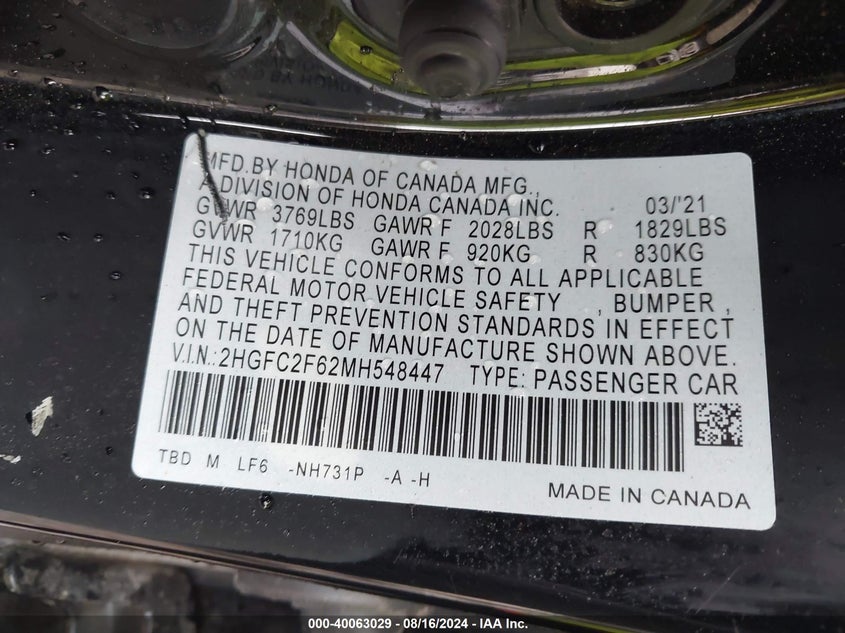 MFD.BY HONDA OF CANADA MFG.,
A DIVISION OF HONDA CANADA INC. 03/'21
GVWR 3769LBS GAWR F 2028LBS R 1829LBS
GVWR 1710KG GAWR F 920KG R 830KG
THIS VEHICLE CONFORMS TO ALL APPLICABLE
FEDERAL MOTOR VEHICLE SAFETY , BUMPER ,
AND THEFT PREVENTION STANDARDS IN EFFECT
ON THE DATE OF MANUFACTURE SHOWN ABOVE.
V.I.N.:2HGFC2F62MH548447 TYPE: PASSENGER CAR
TBD M LF6 -NH731P -A -H
MADE IN CANADA
000-40063029 - 08/16/2024 - IAA Inc.